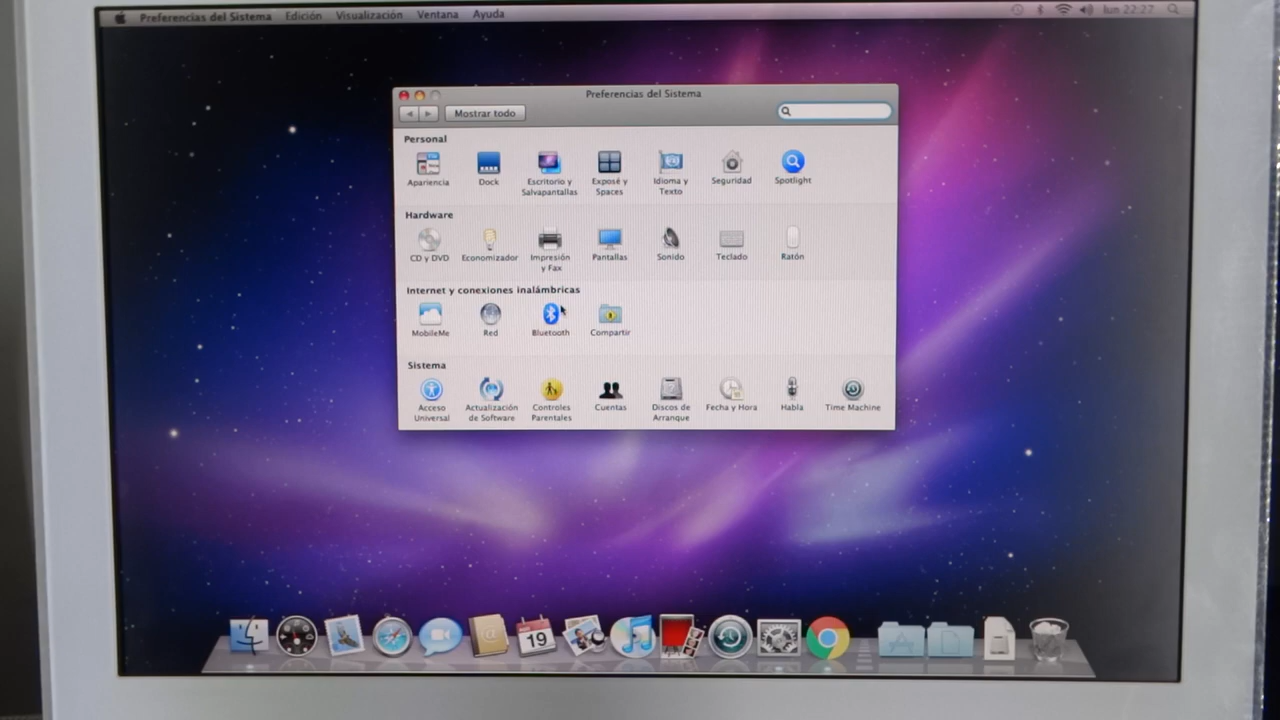 Preferencias del Sistema Edición Visualización Ventana Ayuda lun 22:27
Preferencias del Sistema
Mostrar todo
Personal
Apariencia
Dock
Escritorio y
Salvapantallas
Exposé y
Spaces
Idioma y
Texto
Seguridad
Spotlight
Hardware
CD y DVD
Economizador
Impresión
y Fax
Pantallas
Sonido
Teclado
Ratón
Internet y conexiones inalámbricas
MobileMe
Red
Bluetooth
Compartir
Sistema
Acceso
Universal
Actualización
de Software
Controles
Parentales
Cuentas
Discos de
Arranque
Fecha y Hora
Habla
Time Machine
19